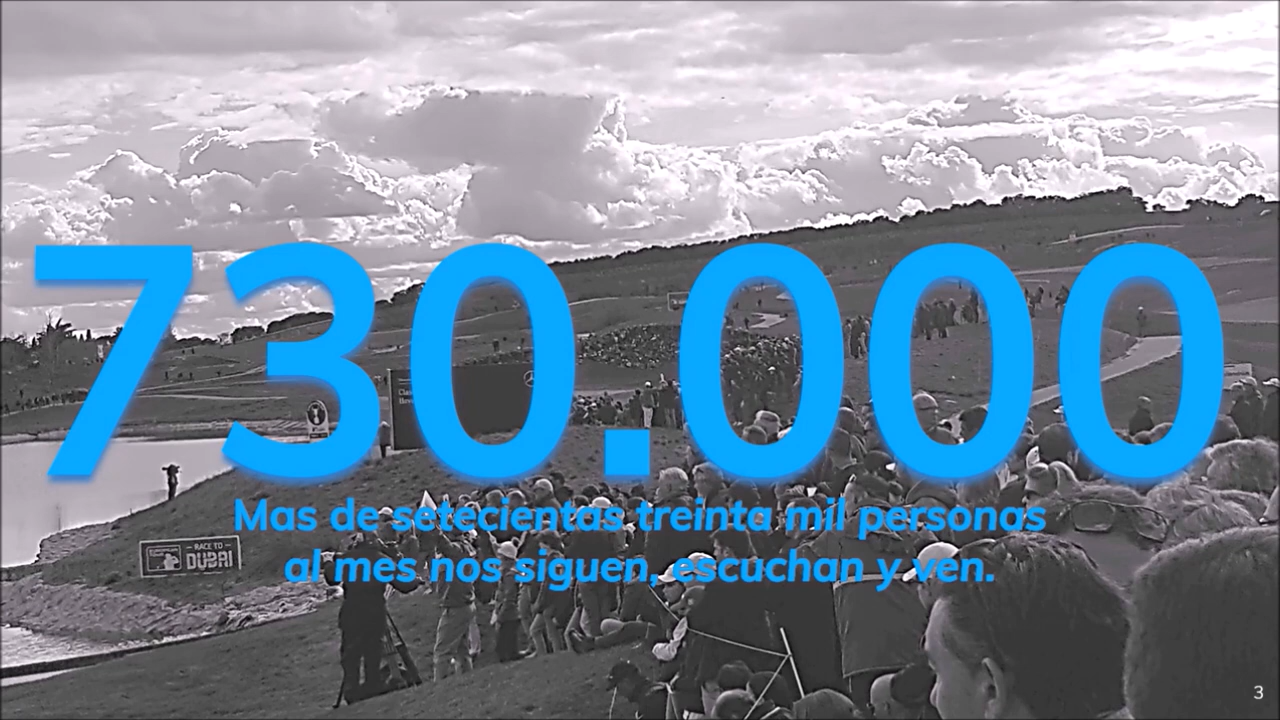 730.000
Mas de setecientas treinta mil personas
al mes nos siguen, escuchan y ven.
RACE TO
DUBAI
3